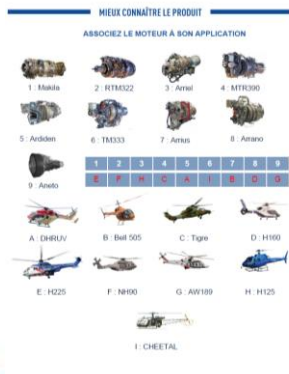 MIEUX CONNAÎTRE LE PRODUIT
ASSOCIEZ LE MOTEUR À SON APPLICATION
1 : Makila 2 : RTM322 3 : Arriel 4 : MTR390
5 : Ardiden 6 : TM333 7 : Arrius 8 : Arrano
9 : Aneto
1 2 3 4 5 6 7 8 9
E F H C A I B D G
A : DHRUV B : Bell 505 C : Tigre D : H160
E : H225 F : NH90 G : AW189 H : H125
I : CHEETAL